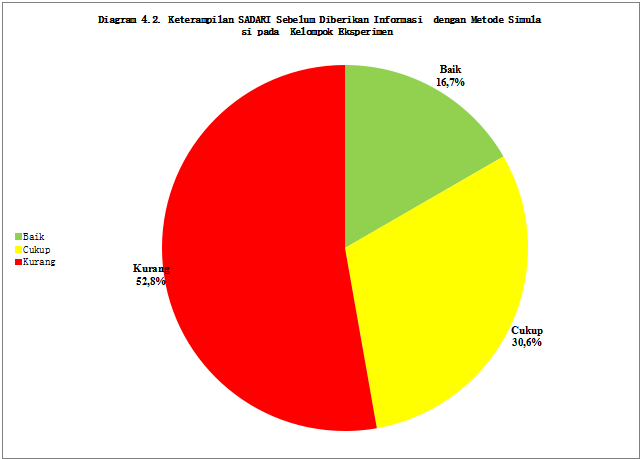 Diagram 4.2. Keterampilan SADARI Sebelum Diberikan Informasi dengan Metode Simula
si pada Kelompok Eksperimen
Baik
16,7%
Baik
Cukup
Kurang
Kurang
52,8%
Cukup
30,6%